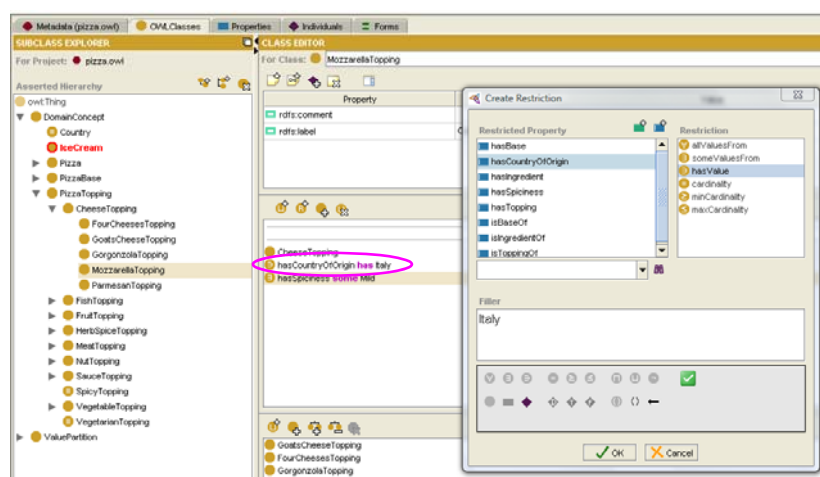 Metadata (pizza.owl)
OWLClasses
Properties
Individuals
Forms
SUBCLASS EXPLORER
For Project: pizza.owl
Asserted Hierarchy
owl:Thing
DomainConcept
Country
IceCream
Pizza
PizzaBase
PizzaTopping
CheeseTopping
FourCheesesTopping
GoatsCheeseTopping
GorgonzolaTopping
MozzarellaTopping
ParmesanTopping
FishTopping
FruitTopping
HerbSpiceTopping
MeatTopping
NutTopping
SauceTopping
SpicyTopping
VegetableTopping
VegetarianTopping
ValuePartition
CLASS EDITOR
For Class: MozzarellaTopping
Property
rdfs:comment
rdfs:label
CheeseTopping
hasCountryOfOrigin has Italy
hasSpiciness some Mild
GoatsCheeseTopping
FourCheesesTopping
GorgonzolaTopping
Create Restriction
Restricted Property
hasBase
hasCountryOfOrigin
hasIngredient
hasSpiciness
hasTopping
isBaseOf
isIngredientOf
isToppingOf
Restriction
allValuesFrom
someValuesFrom
hasValue
cardinality
minCardinality
maxCardinality
Filler
Italy
OK
Cancel